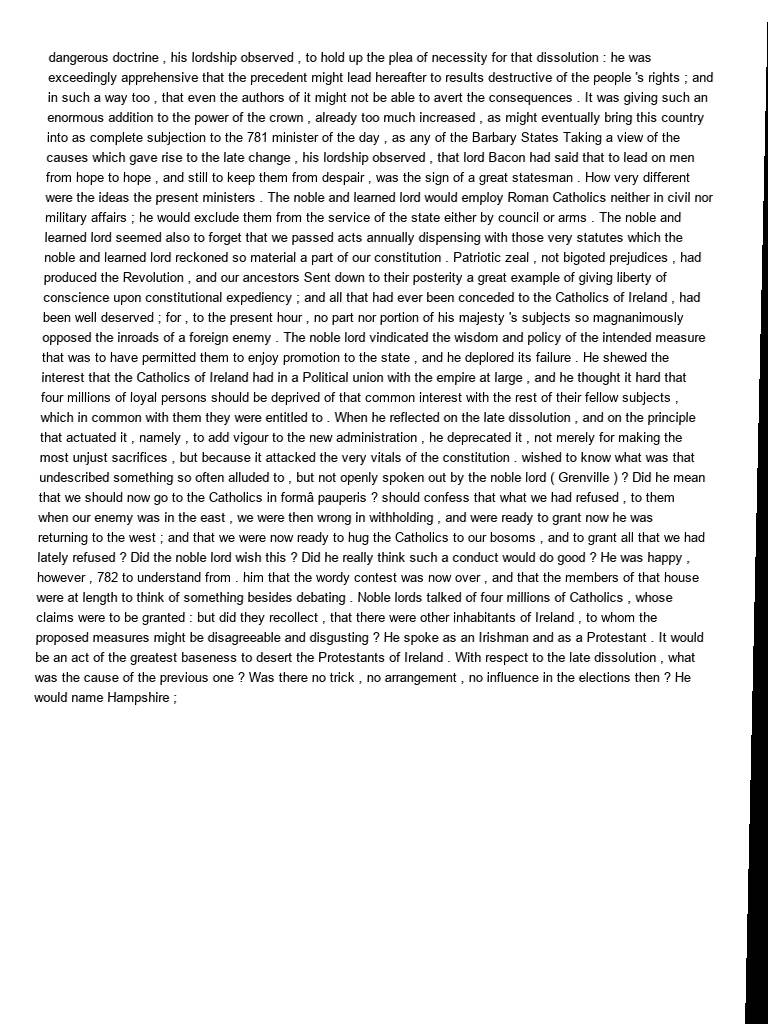 dangerous doctrine , his lordship observed , to hold up the plea of necessity for that dissolution : he was
exceedingly apprehensive that the precedent might lead hereafter to results destructive of the people 's rights ; and
in such a way too , that even the authors of it might not be able to avert the consequences . It was giving such an
enormous addition to the power of the crown , already too much increased , as might eventually bring this country
into as complete subjection to the 781 minister of the day , as any of the Barbary States Taking a view of the
causes which gave rise to the late change , his lordship observed , that lord Bacon had said that to lead on men
from hope to hope , and still to keep them from despair , was the sign of a great statesman . How very different
were the ideas the present ministers . The noble and learned lord would employ Roman Catholics neither in civil nor
military affairs ; he would exclude them from the service of the state either by council or arms . The noble and
learned lord seemed also to forget that we passed acts annually dispensing with those very statutes which the
noble and learned lord reckoned so material a part of our constitution . Patriotic zeal , not bigoted prejudices , had
produced the Revolution , and our ancestors Sent down to their posterity a great example of giving liberty of
conscience upon constitutional expediency ; and all that had ever been conceded to the Catholics of Ireland , had
been well deserved ; for , to the present hour , no part nor portion of his majesty 's subjects so magnanimously
opposed the inroads of a foreign enemy . The noble lord vindicated the wisdom and policy of the intended measure
that was to have permitted them to enjoy promotion to the state , and he deplored its failure . He shewed the
interest that the Catholics of Ireland had in a Political union with the empire at large , and he thought it hard that
four millions of loyal persons should be deprived of that common interest with the rest of their fellow subjects ,
which in common with them they were entitled to . When he reflected on the late dissolution , and on the principle
that actuated it , namely , to add vigour to the new administration , he deprecated it , not merely for making the
most unjust sacrifices , but because it attacked the very vitals of the constitution . wished to know what was that
undescribed something so often alluded to , but not openly spoken out by the noble lord ( Grenville ) ? Did he mean
that we should now go to the Catholics in formâ pauperis ? should confess that what we had refused , to them
when our enemy was in the east , we were then wrong in withholding , and were ready to grant now he was
returning to the west ; and that we were now ready to hug the Catholics to our bosoms , and to grant all that we had
lately refused ? Did the noble lord wish this ? Did he really think such a conduct would do good ? He was happy ,
however , 782 to understand from . him that the wordy contest was now over , and that the members of that house
were at length to think of something besides debating . Noble lords talked of four millions of Catholics , whose
claims were to be granted : but did they recollect , that there were other inhabitants of Ireland , to whom the
proposed measures might be disagreeable and disgusting ? He spoke as an Irishman and as a Protestant . It would
be an act of the greatest baseness to desert the Protestants of Ireland . With respect to the late dissolution , what
was the cause of the previous one ? Was there no trick , no arrangement , no influence in the elections then ? He
would name Hampshire ;